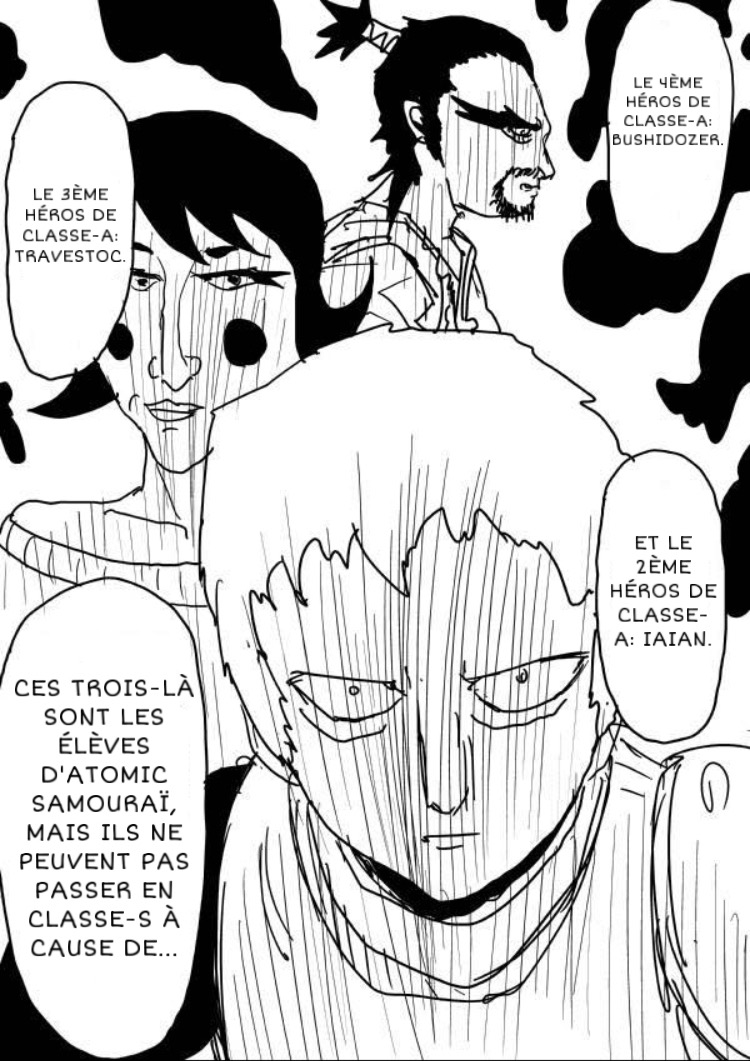 LE 4ÈME
HÉROS DE
CLASSE-A:
BUSHIDOZER.
LE 3ÈME
HÉROS DE
CLASSE-A:
TRAVESTOC.
ET LE
2ÈME
HÉROS DE
CLASSE-
A: IAIAN.
CES TROIS-LÀ
SONT LES
ÉLÈVES
D'ATOMIC
SAMOURAÏ,
MAIS ILS NE
PEUVENT PAS
PASSER EN
CLASSE-S À
CAUSE DE...